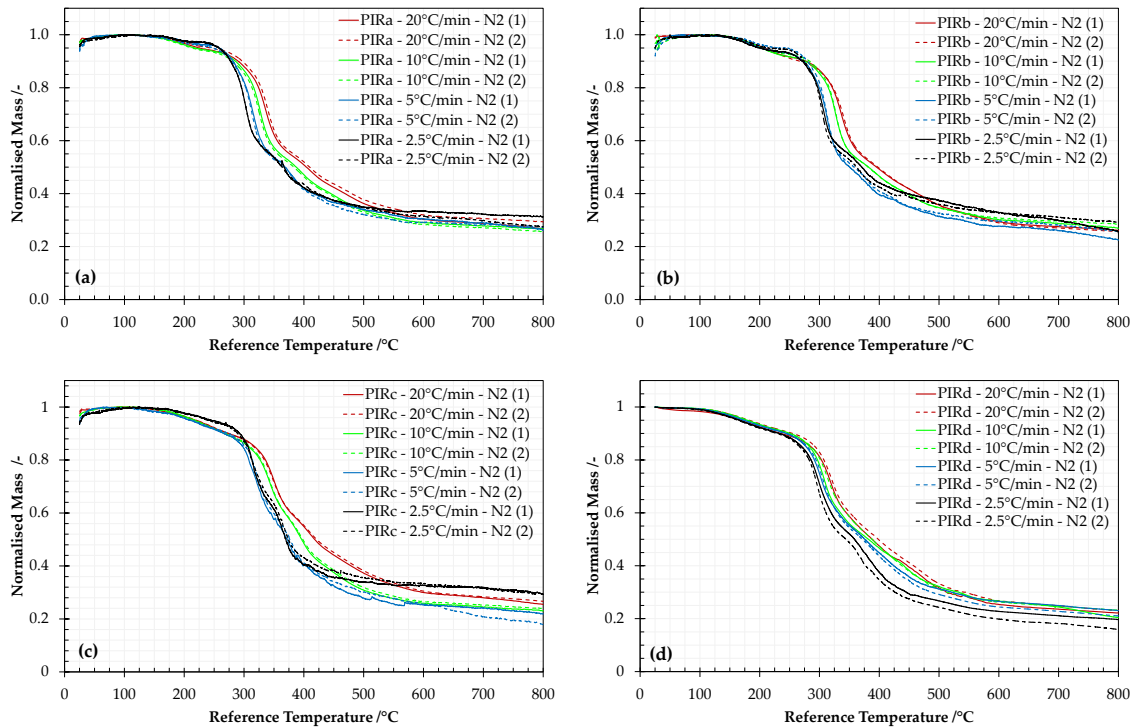 PIRa - 20°C/min - N2 (1)
PIRa - 20°C/min - N2 (2)
PIRa - 10°C/min - N2 (1)
PIRa - 10°C/min - N2 (2)
PIRa - 5°C/min - N2 (1)
PIRa - 5°C/min - N2 (2)
PIRa - 2.5°C/min - N2 (1)
PIRa - 2.5°C/min - N2 (2)
1.0
0.8
0.6
0.4
0.2
0.0
Normalised Mass /-
(a)
0 100 200 300 400 500 600 700 800
Reference Temperature /°C
PIRb - 20°C/min - N2 (1)
PIRb - 20°C/min - N2 (2)
PIRb - 10°C/min - N2 (1)
PIRb - 10°C/min - N2 (2)
PIRb - 5°C/min - N2 (1)
PIRb - 5°C/min - N2 (2)
PIRb - 2.5°C/min - N2 (1)
PIRb - 2.5°C/min - N2 (2)
1.0
0.8
0.6
0.4
0.2
0.0
Normalised Mass /-
(b)
0 100 200 300 400 500 600 700 800
Reference Temperature /°C
PIRc - 20°C/min - N2 (1)
PIRc - 20°C/min - N2 (2)
PIRc - 10°C/min - N2 (1)
PIRc - 10°C/min - N2 (2)
PIRc - 5°C/min - N2 (1)
PIRc - 5°C/min - N2 (2)
PIRc - 2.5°C/min - N2 (1)
PIRc - 2.5°C/min - N2 (2)
1
0.8
0.6
0.4
0.2
0
Normalised Mass /-
(c)
0 100 200 300 400 500 600 700 800
Reference Temperature /°C
PIRd - 20°C/min - N2 (1)
PIRd - 20°C/min - N2 (2)
PIRd - 10°C/min - N2 (1)
PIRd - 10°C/min - N2 (2)
PIRd - 5°C/min - N2 (1)
PIRd - 5°C/min - N2 (2)
PIRd - 2.5°C/min - N2 (1)
PIRd - 2.5°C/min - N2 (2)
1
0.8
0.6
0.4
0.2
0
Normalised Mass /-
(d)
0 100 200 300 400 500 600 700 800
Reference Temperature /°C